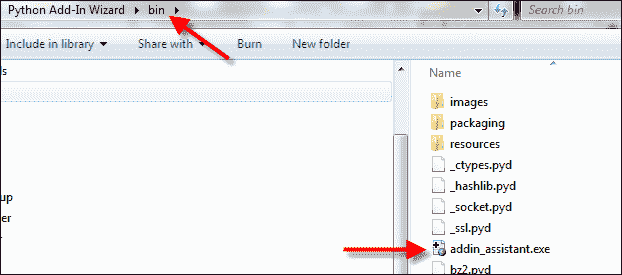 Python Add-In Wizard bin Search bin
Include in library Share with Burn New folder
Name
ds
images
packaging
resources
_ctypes.pyd
_hashlib.pyd
up
_socket.pyd
er
_ssl.pyd
addin_assistant.exe
bz2.pyd